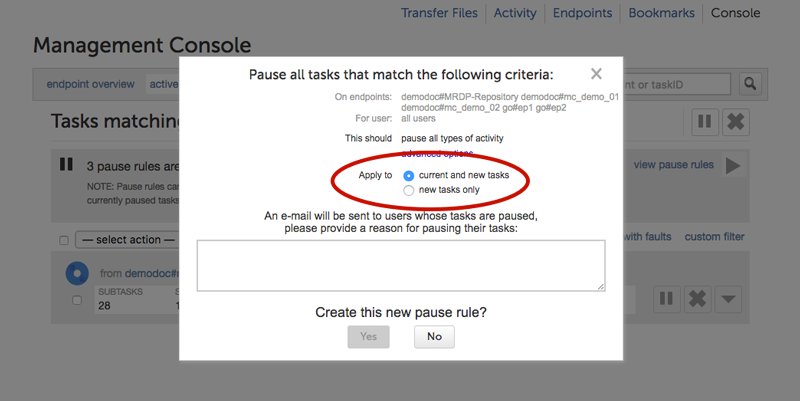 Transfer Files Activity Endpoints Bookmarks Console
Management Console
endpoint overview active
nt or taskID
Tasks matching
3 pause rules are
view pause rules
NOTE: Pause rules can
currently paused tasks
— select action —
with faults custom filter
from demodoc#
SUBTASKS
28
Pause all tasks that match the following criteria:
On endpoints: demodoc#MRDP-Repository demodoc#mc_demo_01
demodoc#mc_demo_02 go#ep1 go#ep2
For user: all users
This should pause all types of activity
advanced options
Apply to current and new tasks
new tasks only
An e-mail will be sent to users whose tasks are paused,
please provide a reason for pausing their tasks:
Create this new pause rule?
Yes No